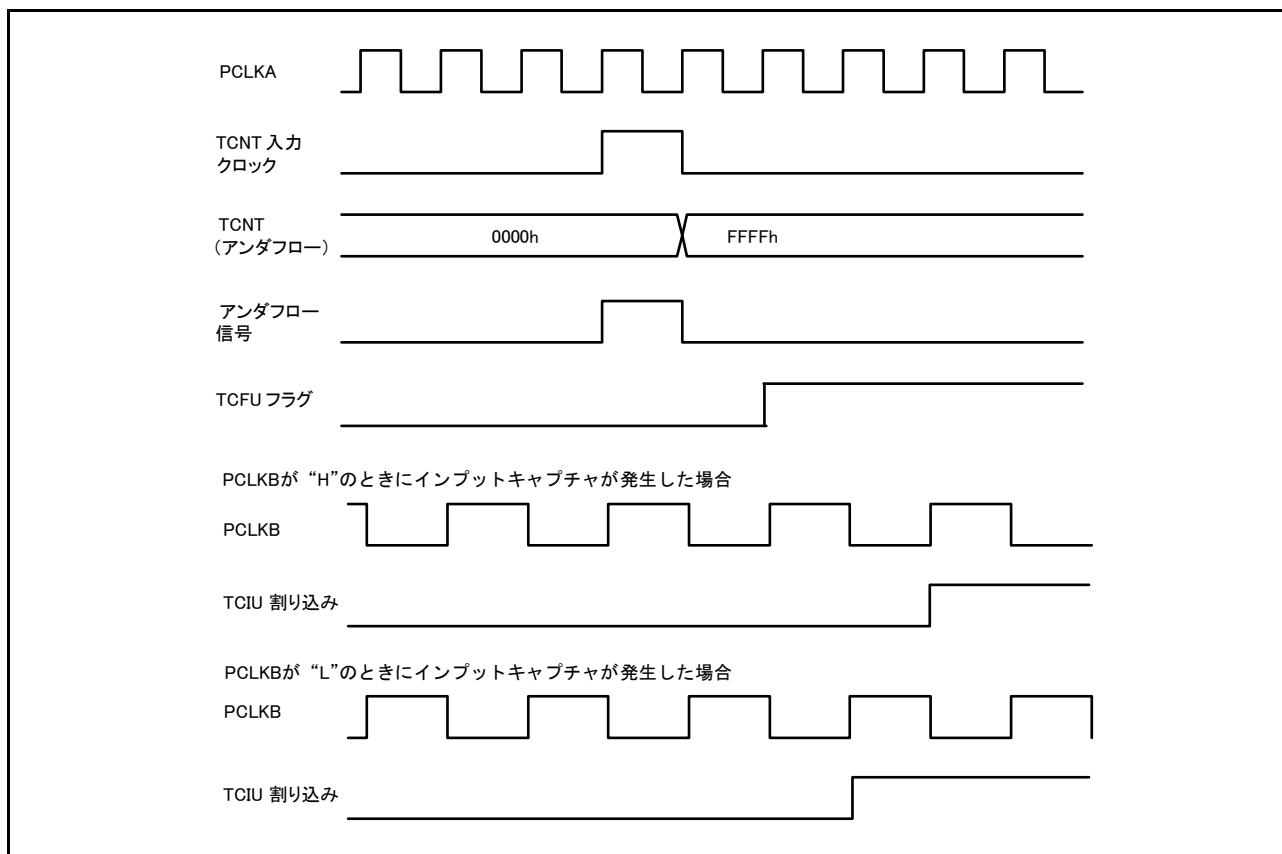 PCLKA
TCNT 入力
クロック
TCNT
（アンダフロー）
0000h
FFFFh
アンダフロー
信号
TCFU フラグ
PCLKBが “H”のときにインプットキャプチャが発生した場合
PCLKB
TCIU 割り込み
PCLKBが “L”のときにインプットキャプチャが発生した場合
PCLKB
TCIU 割り込み